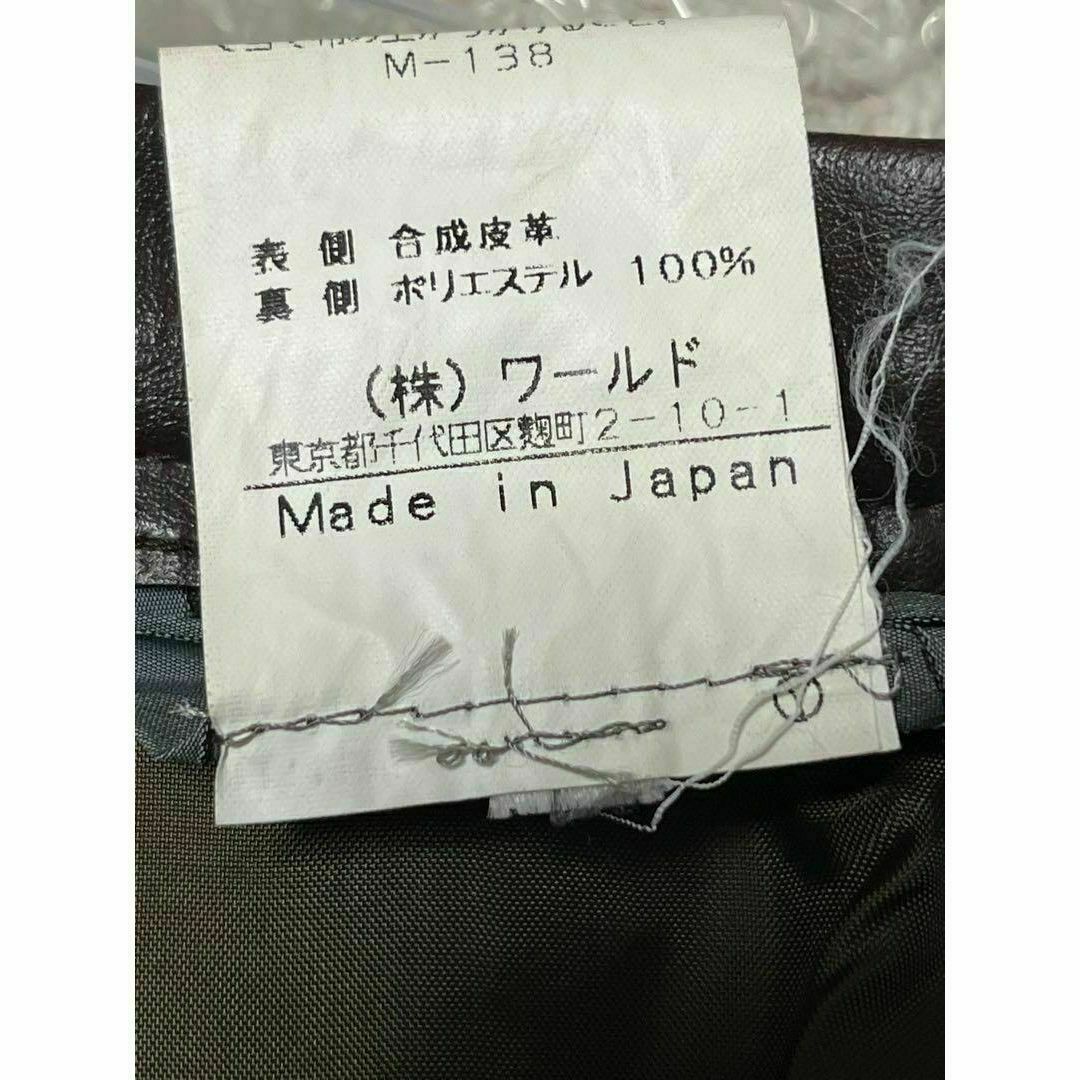 M-138
表側 合成皮革
裏側 ポリエステル 100%
(株) ワールド
東京都千代田区麴町2-10-1
Made in Japan